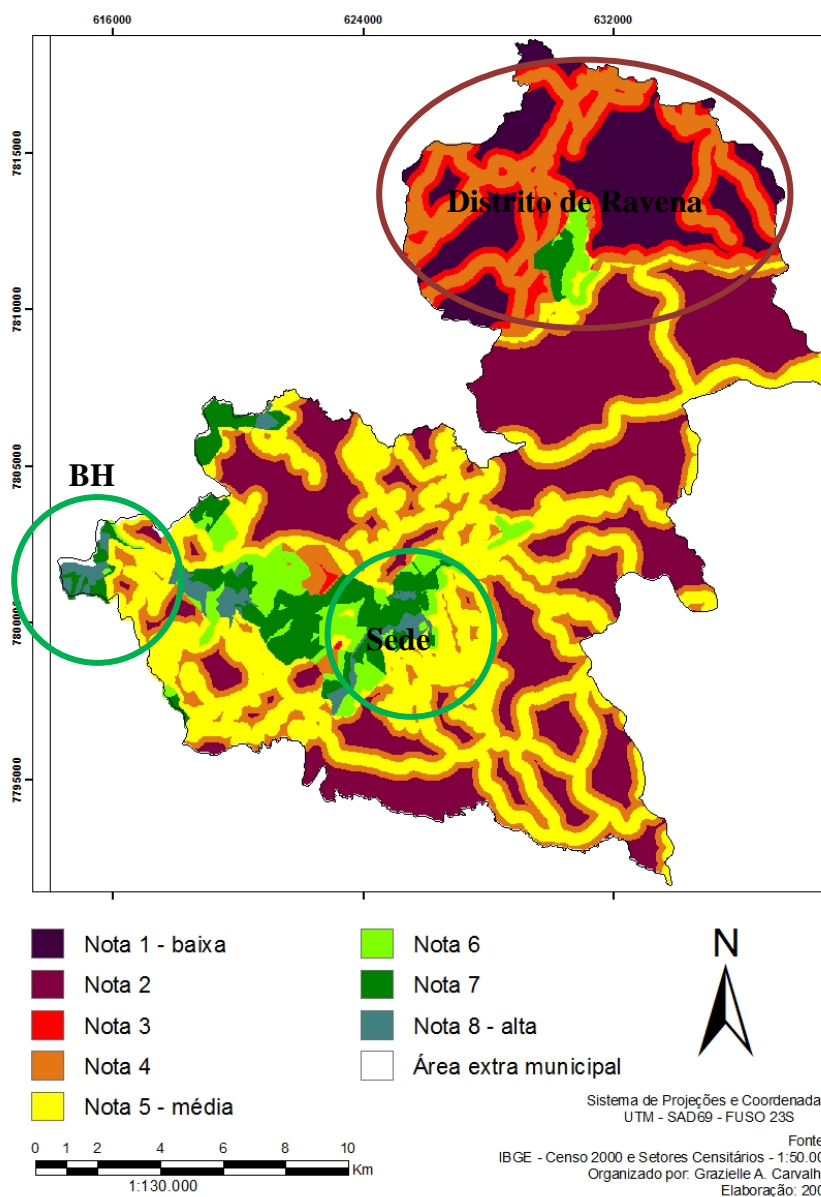 616000
624000
632000
7815000
Distrito de Ravena
7810000
7805000
BH
7800000
Sede
7795000
Nota 1 - baixa
Nota 2
Nota 3
Nota 4
Nota 5 - média
Nota 6
Nota 7
Nota 8 - alta
Área extra municipal
N
0 1 2 4 6 8 10
Km
1:130.000
Sistema de Projeções e Coordenada
UTM - SAD69 - FUSO 23S
Fonte
IBGE - Censo 2000 e Setores Censitários - 1:50.00
Organizado por: Grazielle A. Carvalh
Elaboração: 200